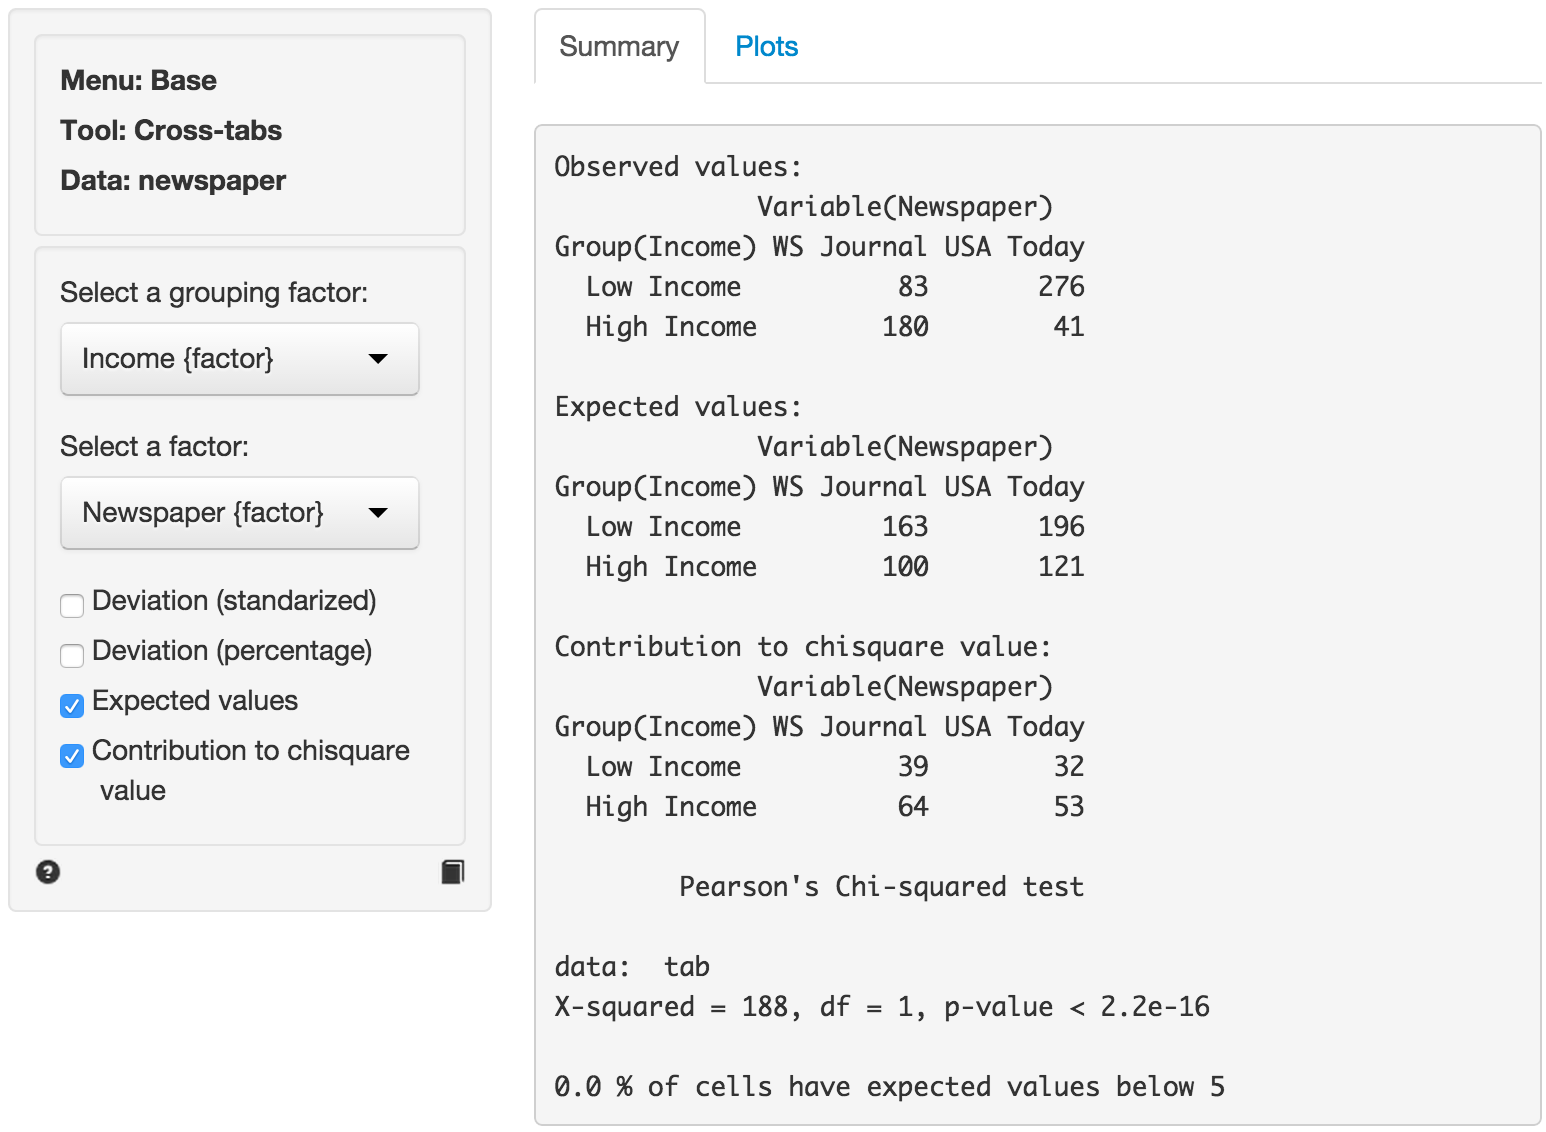 Menu: Base
Tool: Cross-tabs
Data: newspaper
Select a grouping factor:
Income {factor}
Select a factor:
Newspaper {factor}
Deviation (standarized)
Deviation (percentage)
Expected values
Contribution to chisquare
value
?
Summary Plots
Observed values:
Variable(Newspaper)
Group(Income) WS Journal USA Today
Low Income 83 276
High Income 180 41
Expected values:
Variable(Newspaper)
Group(Income) WS Journal USA Today
Low Income 163 196
High Income 100 121
Contribution to chisquare value:
Variable(Newspaper)
Group(Income) WS Journal USA Today
Low Income 39 32
High Income 64 53
Pearson's Chi-squared test
data: tab
X-squared = 188, df = 1, p-value < 2.2e-16
0.0 % of cells have expected values below 5